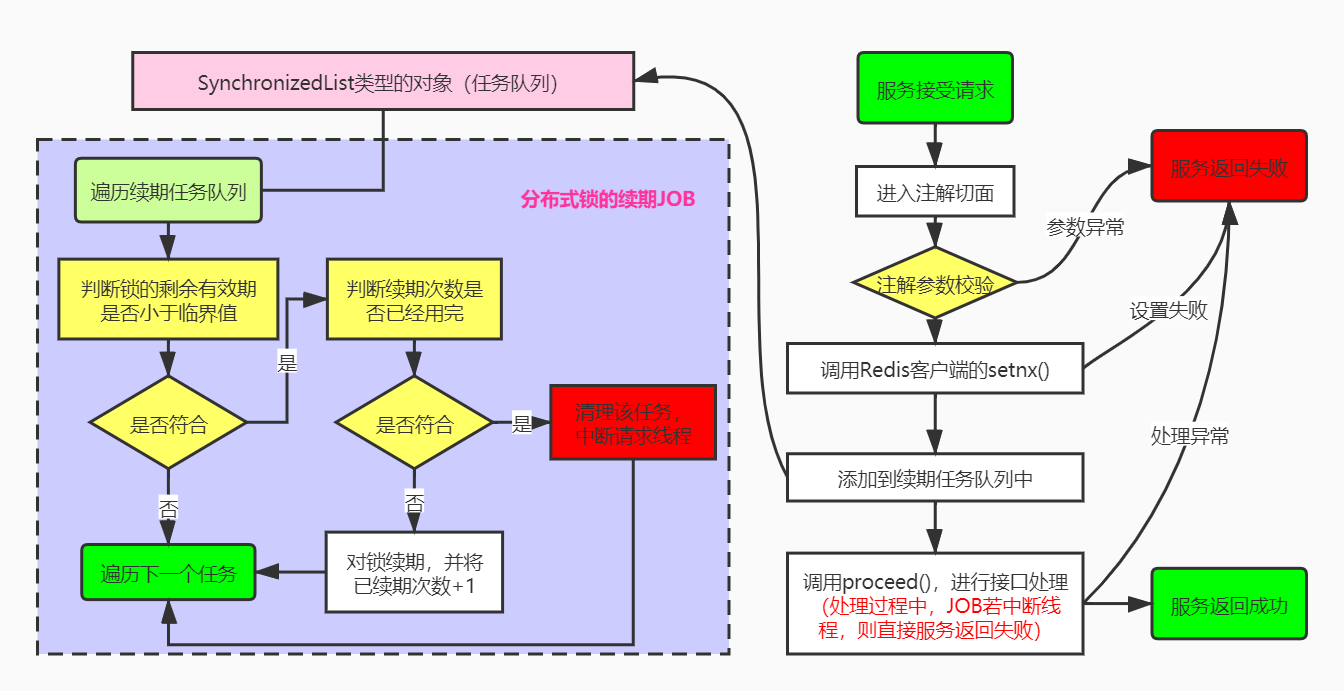 SynchronizedList类型的对象（任务队列）
遍历续期任务队列
分布式锁的续期JOB
判断锁的剩余有效期
是否小于临界值
判断续期次数是
否已经用完
是
是否符合
是否符合
是
清理该任务，
中断请求线程
否
否
遍历下一个任务
对锁续期，并将
已续期次数+1
服务接受请求
进入注解切面
注解参数校验
参数异常
服务返回失败
设置失败
调用Redis客户端的setnx()
处理异常
添加到续期任务队列中
调用proceed()，进行接口处理
（处理过程中，JOB若中断线
程，则直接服务返回失败）
服务返回成功